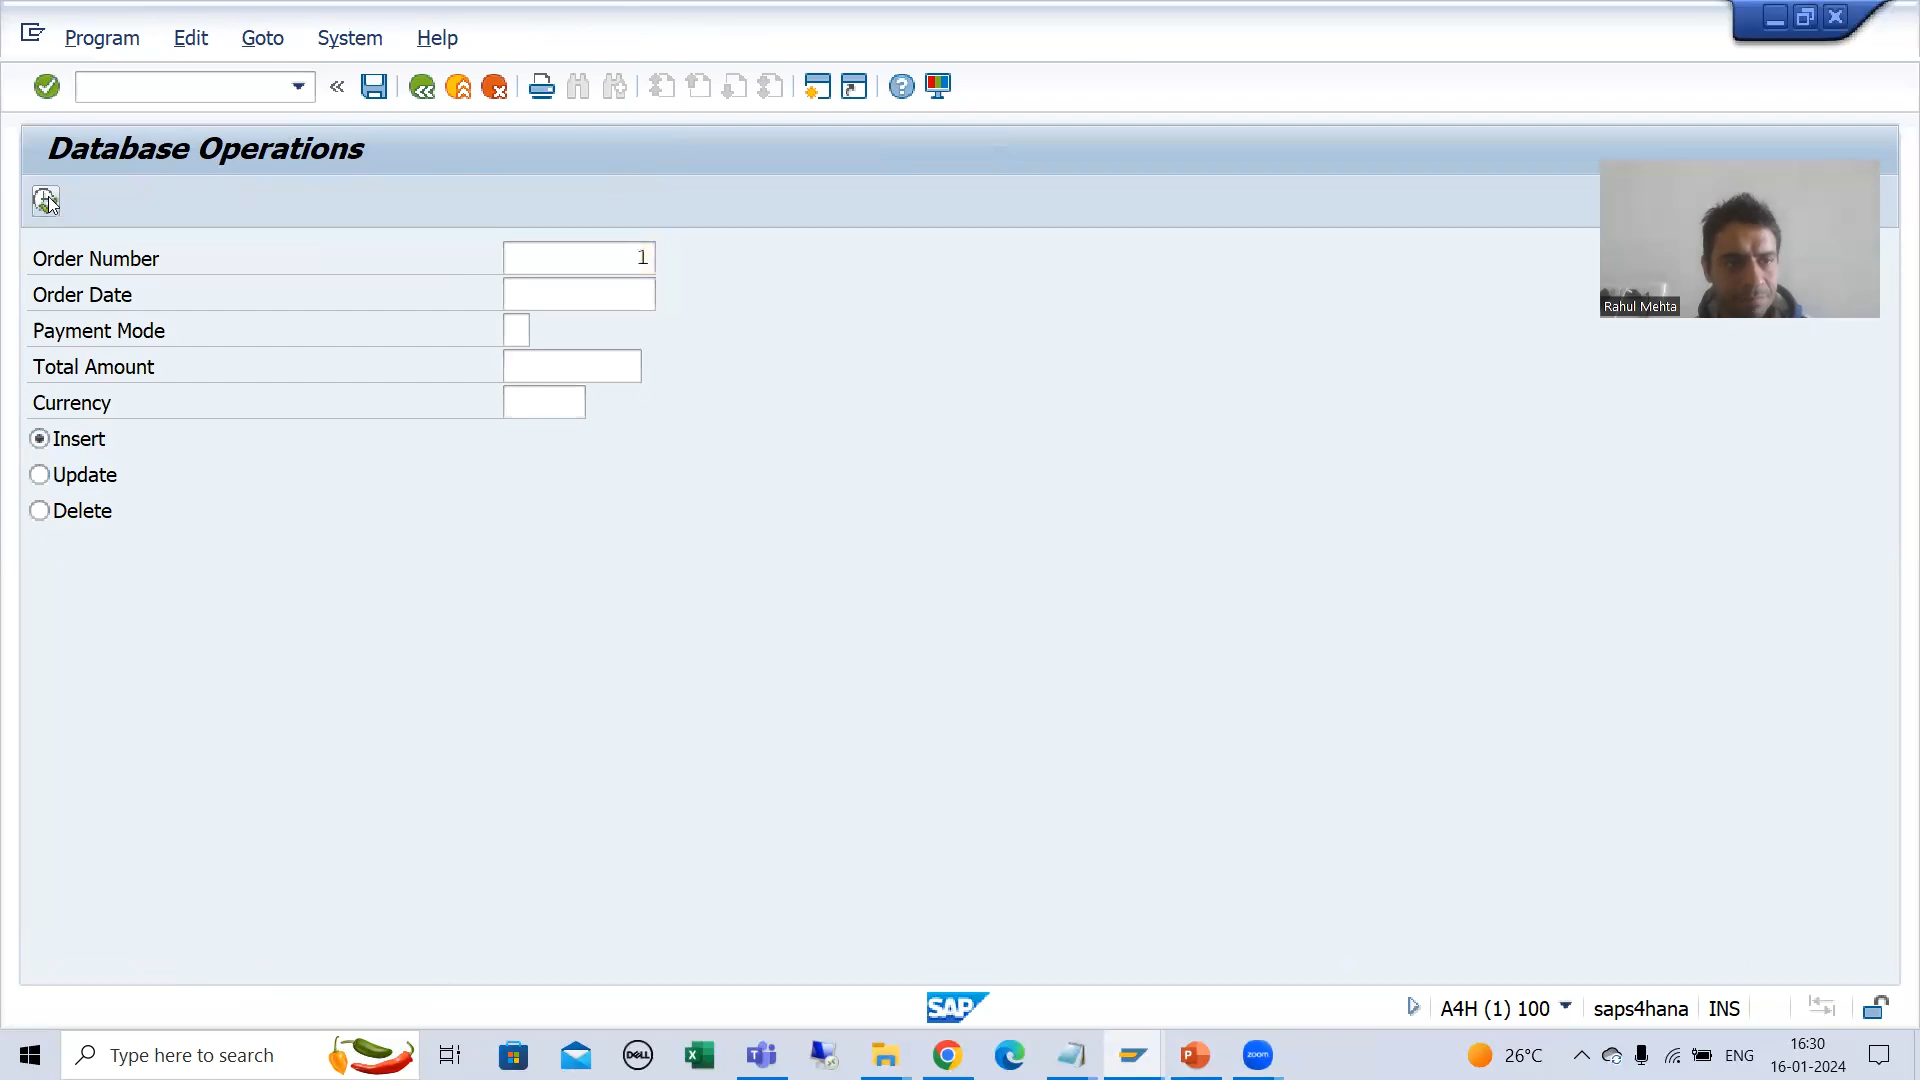 Program Edit Goto System Help
Database Operations
Rahul Mehta
Order Number 1
Order Date
Payment Mode
Total Amount
Currency
Insert
Update
Delete
SAP
A4H (1) 100 saps4hana INS
Type here to search
DELL
zoom
26°C
ENG
16:30
16-01-2024